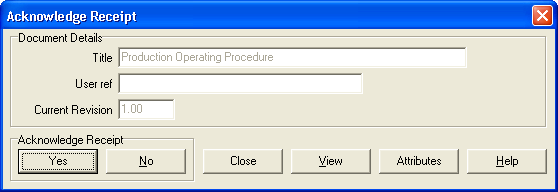 Acknowledge Receipt
Document Details
Title Production Operating Procedure
User ref
Current Revision 1.00
Acknowledge Receipt
Yes No Close View Attributes Help